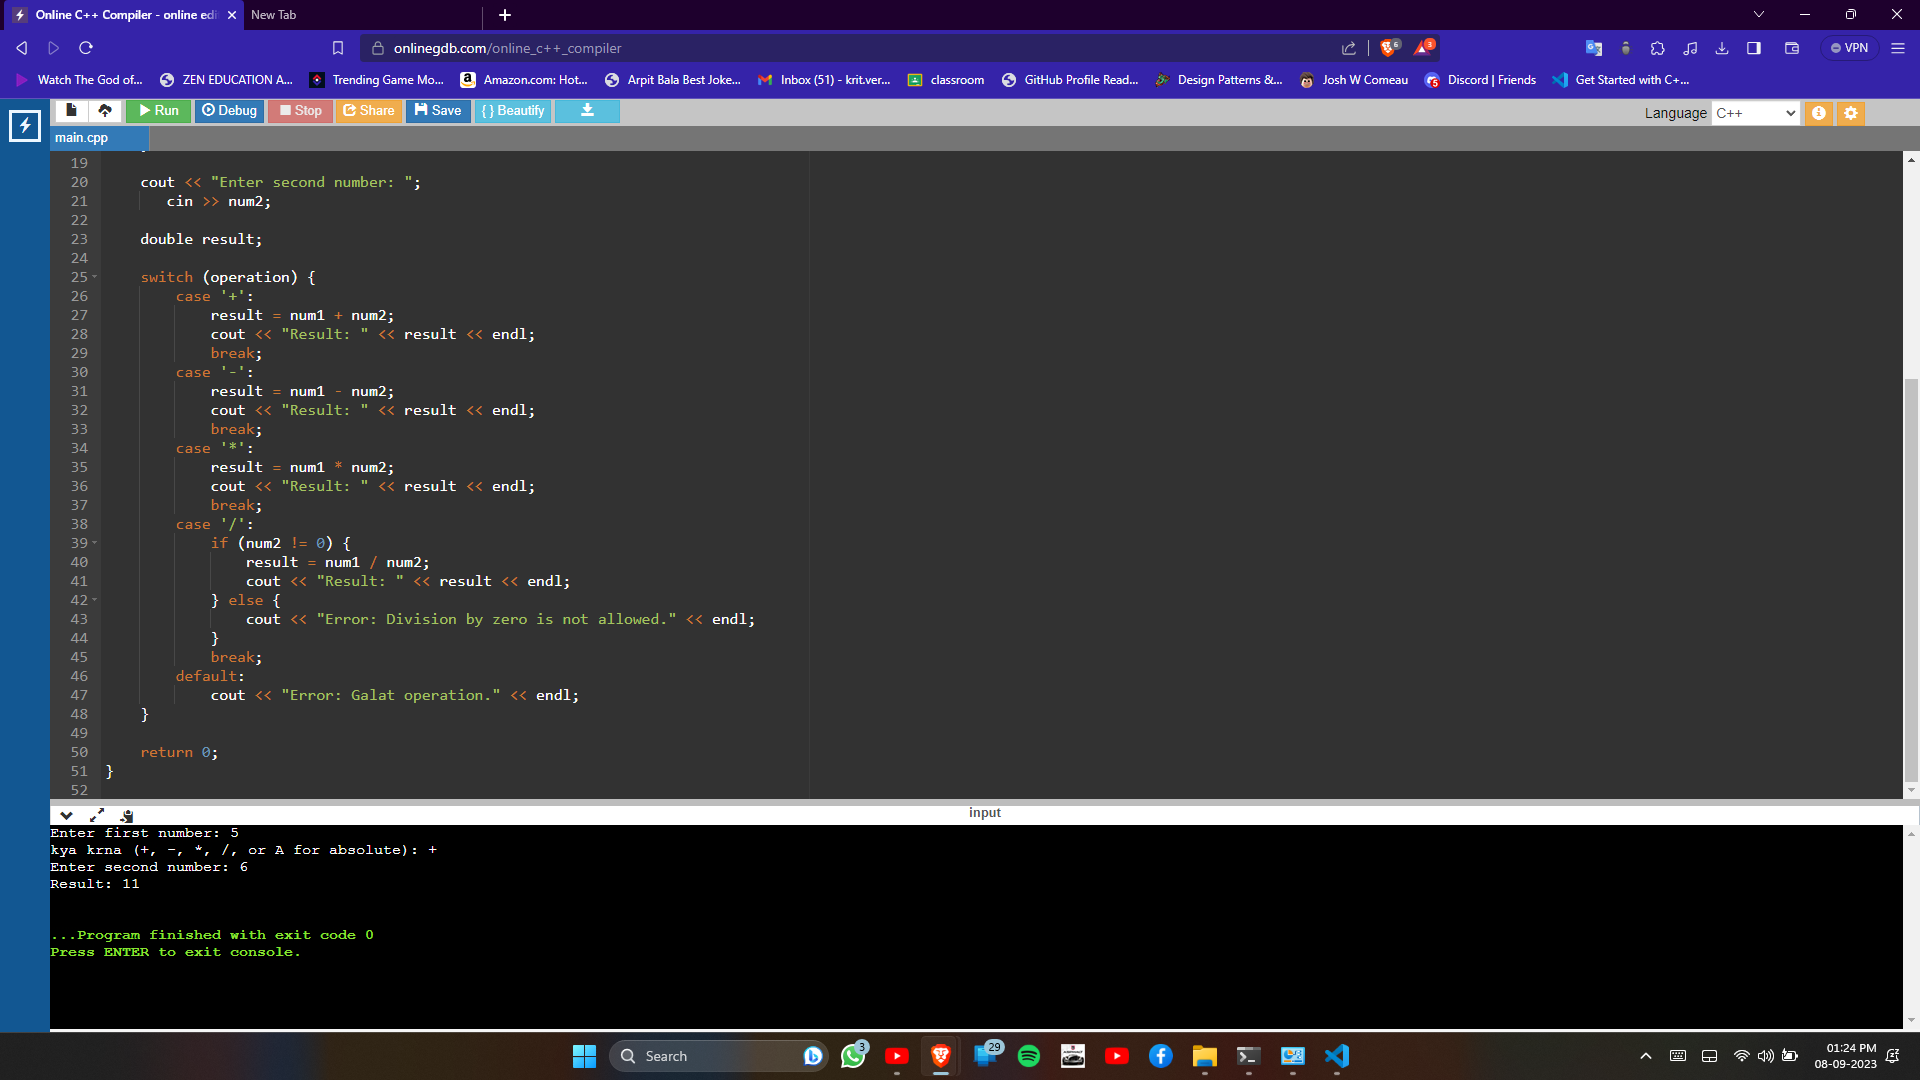 Online C++ Compiler - online edi
New Tab
onlinegdb.com/online_c++_compiler
6
3
VPN
Watch The God of...
ZEN EDUCATION A...
Trending Game Mo...
Amazon.com: Hot...
Arpit Bala Best Joke...
Inbox (51) - krit.ver...
classroom
GitHub Profile Read...
Design Patterns &...
Josh W Comeau
Discord | Friends
Get Started with C+...
Run
Debug
Stop
Share
Save
{ } Beautify
Language
C++
main.cpp
19
20 cout << "Enter second number: ";
21 cin >> num2;
22
23 double result;
24
25 switch (operation) {
26 case '+':
27 result = num1 + num2;
28 cout << "Result: " << result << endl;
29 break;
30 case '-':
31 result = num1 - num2;
32 cout << "Result: " << result << endl;
33 break;
34 case '*':
35 result = num1 * num2;
36 cout << "Result: " << result << endl;
37 break;
38 case '/':
39 if (num2 != 0) {
40 result = num1 / num2;
41 cout << "Result: " << result << endl;
42 } else {
43 cout << "Error: Division by zero is not allowed." << endl;
44 }
45 break;
46 default:
47 cout << "Error: Galat operation." << endl;
48 }
49
50 return 0;
51 }
52
input
Enter first number: 5
kya krna (+, -, *, /, or A for absolute): +
Enter second number: 6
Result: 11
...Program finished with exit code 0
Press ENTER to exit console.
Search
3
29
01:24 PM
08-09-2023